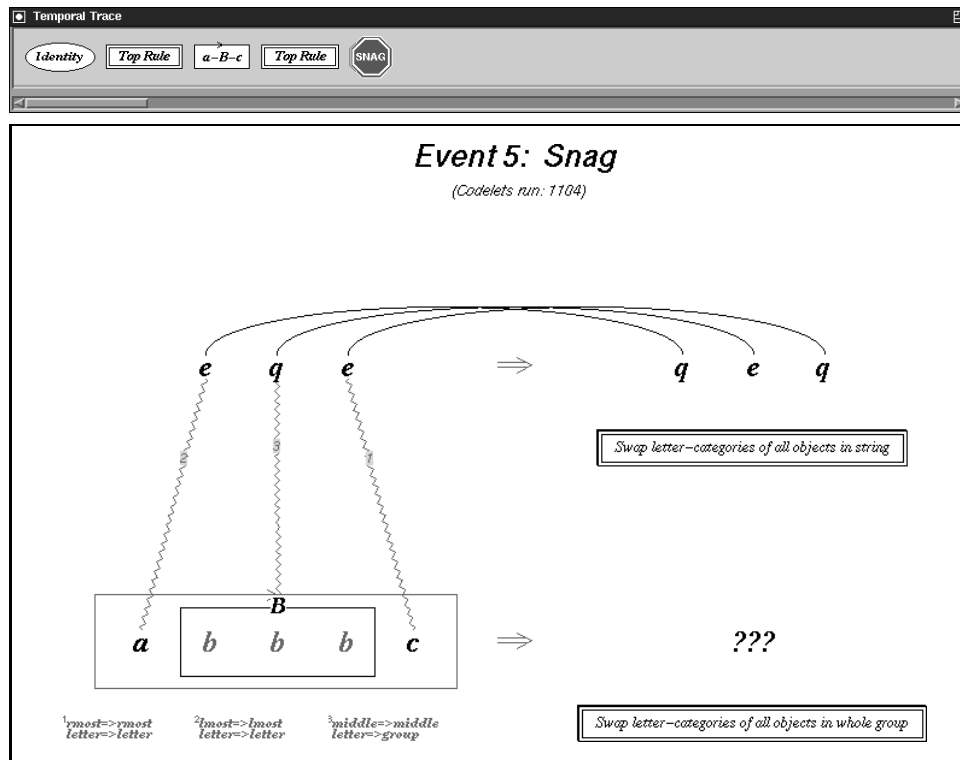 Temporal Trace
Identity Top Rule a-B-c Top Rule SNAG
Event 5: Snag
(Codelets run: 1104)
e q e ⇒ q e q
Swap letter-categories of all objects in string
2 3 1
B
a b b b c ⇒ ???
1rmost=>rmost 2lmost=>lmost 3middle=>middle
letter=>letter letter=>letter letter=>group
Swap letter-categories of all objects in whole group